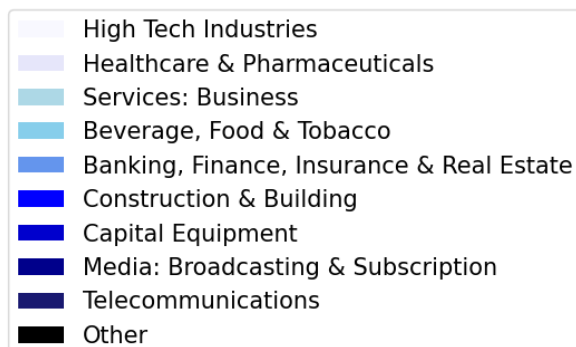 High Tech Industries
Healthcare & Pharmaceuticals
Services: Business
Beverage, Food & Tobacco
Banking, Finance, Insurance & Real Estate
Construction & Building
Capital Equipment
Media: Broadcasting & Subscription
Telecommunications
Other